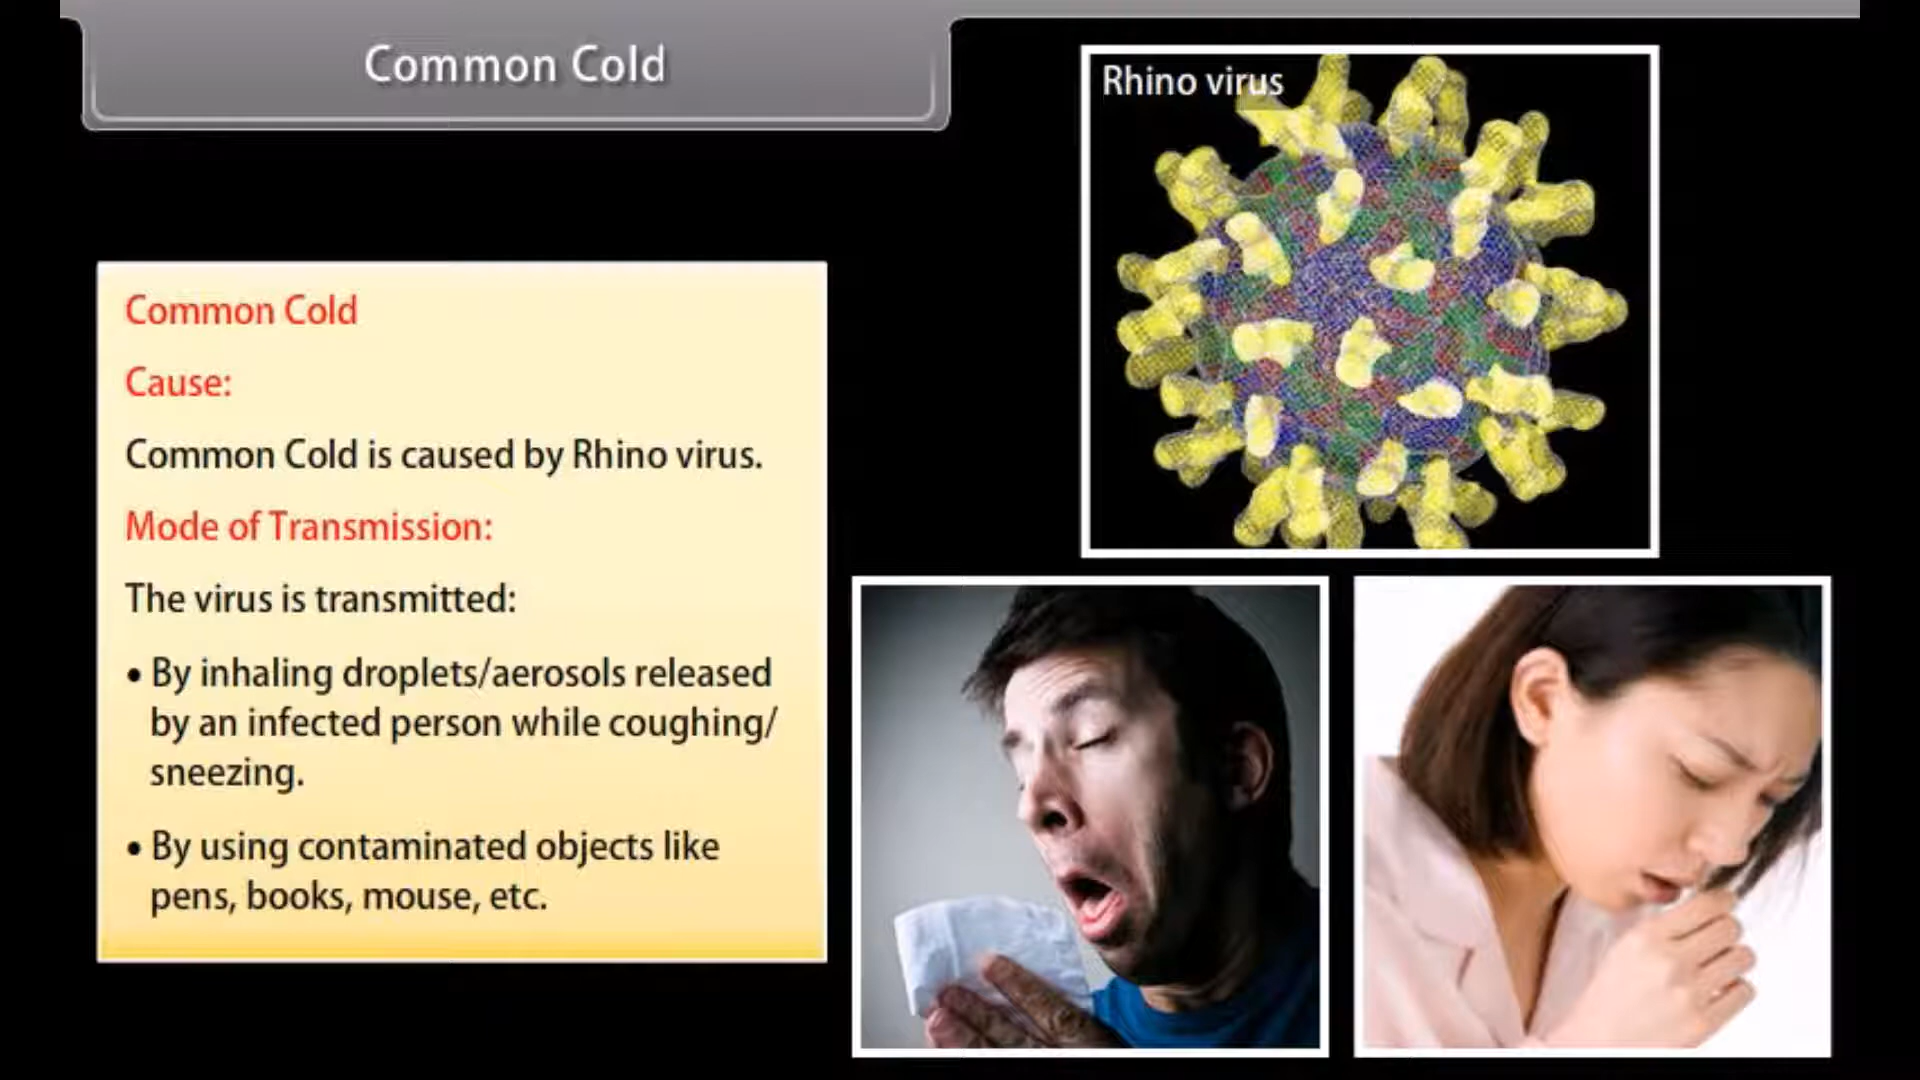 Common Cold
Rhino virus
Common Cold
Cause:
Common Cold is caused by Rhino virus.
Mode of Transmission:
The virus is transmitted:
• By inhaling droplets/aerosols released
by an infected person while coughing/
sneezing.
• By using contaminated objects like
pens, books, mouse, etc.